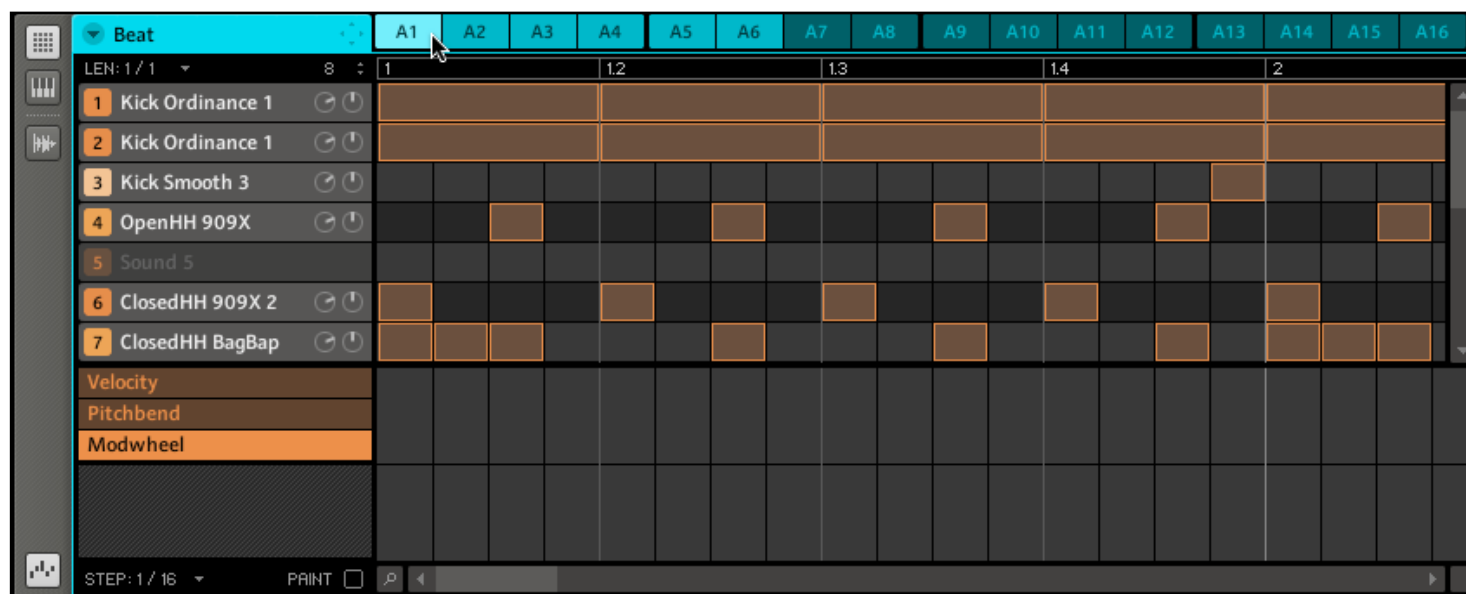 Beat A1 A2 A3 A4 A5 A6 A7 A8 A9 A10 A11 A12 A13 A14 A15 A16
LEN: 1 / 1 8 1 1.2 1.3 1.4 2
1 Kick Ordinance 1
2 Kick Ordinance 1
3 Kick Smooth 3
4 OpenHH 909X
5 Sound 5
6 ClosedHH 909X 2
7 ClosedHH BagBap
Velocity
Pitchbend
Modwheel
STEP: 1 / 16 PAINT